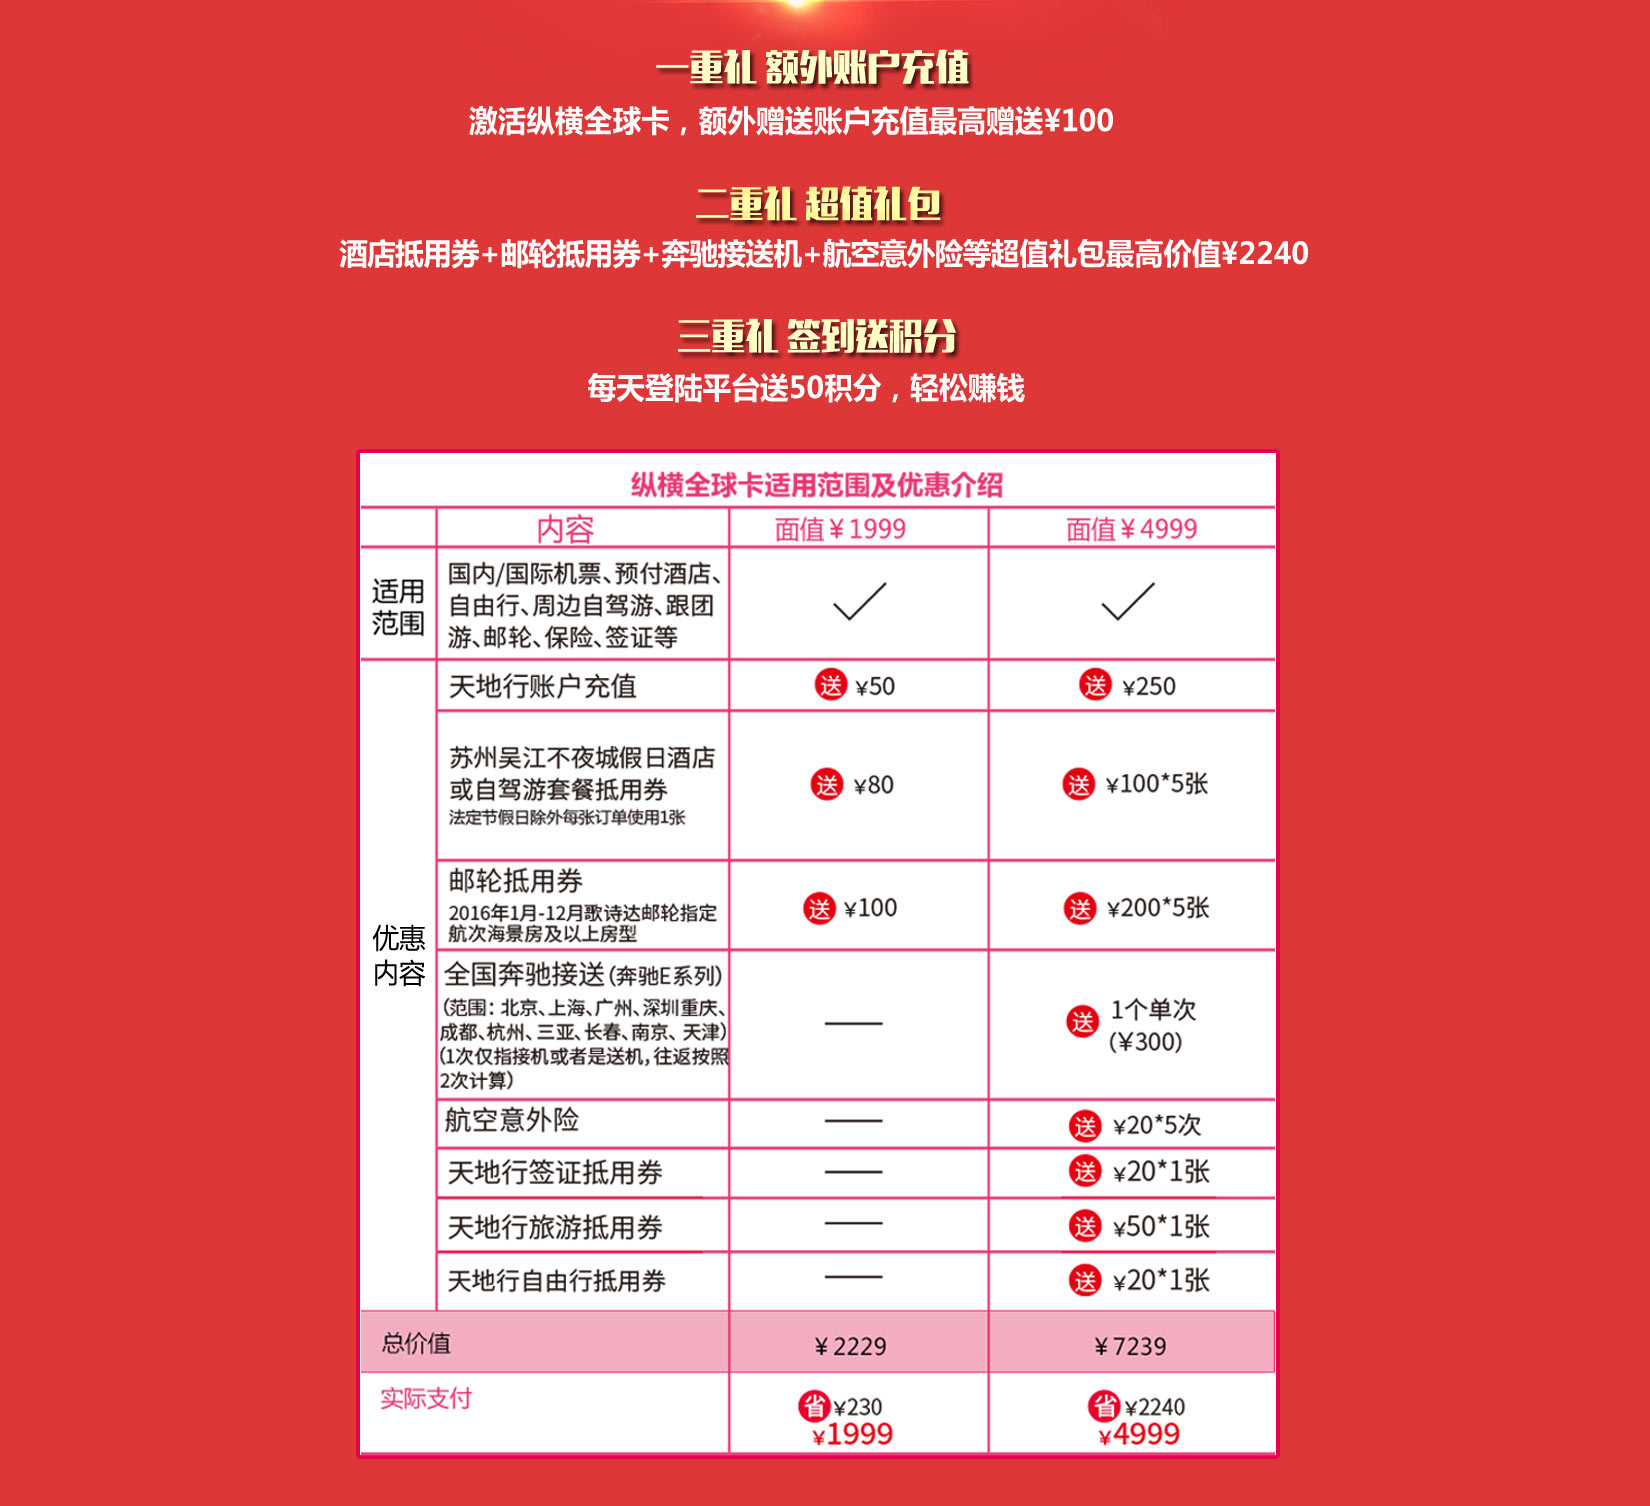 一重礼 额外账户充值
激活纵横全球卡，额外赠送账户充值最高赠送¥100
二重礼 超值礼包
酒店抵用券+邮轮抵用券+奔驰接送机+航空意外险等超值礼包最高价值¥2240
三重礼 签到送积分
每天登陆平台送50积分，轻松赚钱
纵横全球卡适用范围及优惠介绍
内容 面值￥1999 面值￥4999
适用
范围
国内/国际机票、预付酒店、
自由行、周边自驾游、跟团
游、邮轮、保险、签证等
优惠
内容
天地行账户充值 送 ¥50 送 ¥250
苏州吴江不夜城假日酒店
或自驾游套餐抵用券
法定节假日除外每张订单使用1张
送 ¥80 送 ¥100*5张
邮轮抵用券
2016年1月-12月歌诗达邮轮指定
航次海景房及以上房型
送 ¥100 送 ¥200*5张
全国奔驰接送（奔驰E系列）
（范围：北京、上海、广州、深圳重庆、
成都、杭州、三亚、长春、南京、天津）
（1次仅指接机或者是送机，往返按照
2次计算）
—— 送 1个单次
（￥300）
航空意外险 —— 送 ¥20*5次
天地行签证抵用券 —— 送 ¥20*1张
天地行旅游抵用券 —— 送 ¥50*1张
天地行自由行抵用券 —— 送 ¥20*1张
总价值 ￥2229 ￥7239
实际支付 省 ¥230 省 ¥2240
¥1999 ¥4999